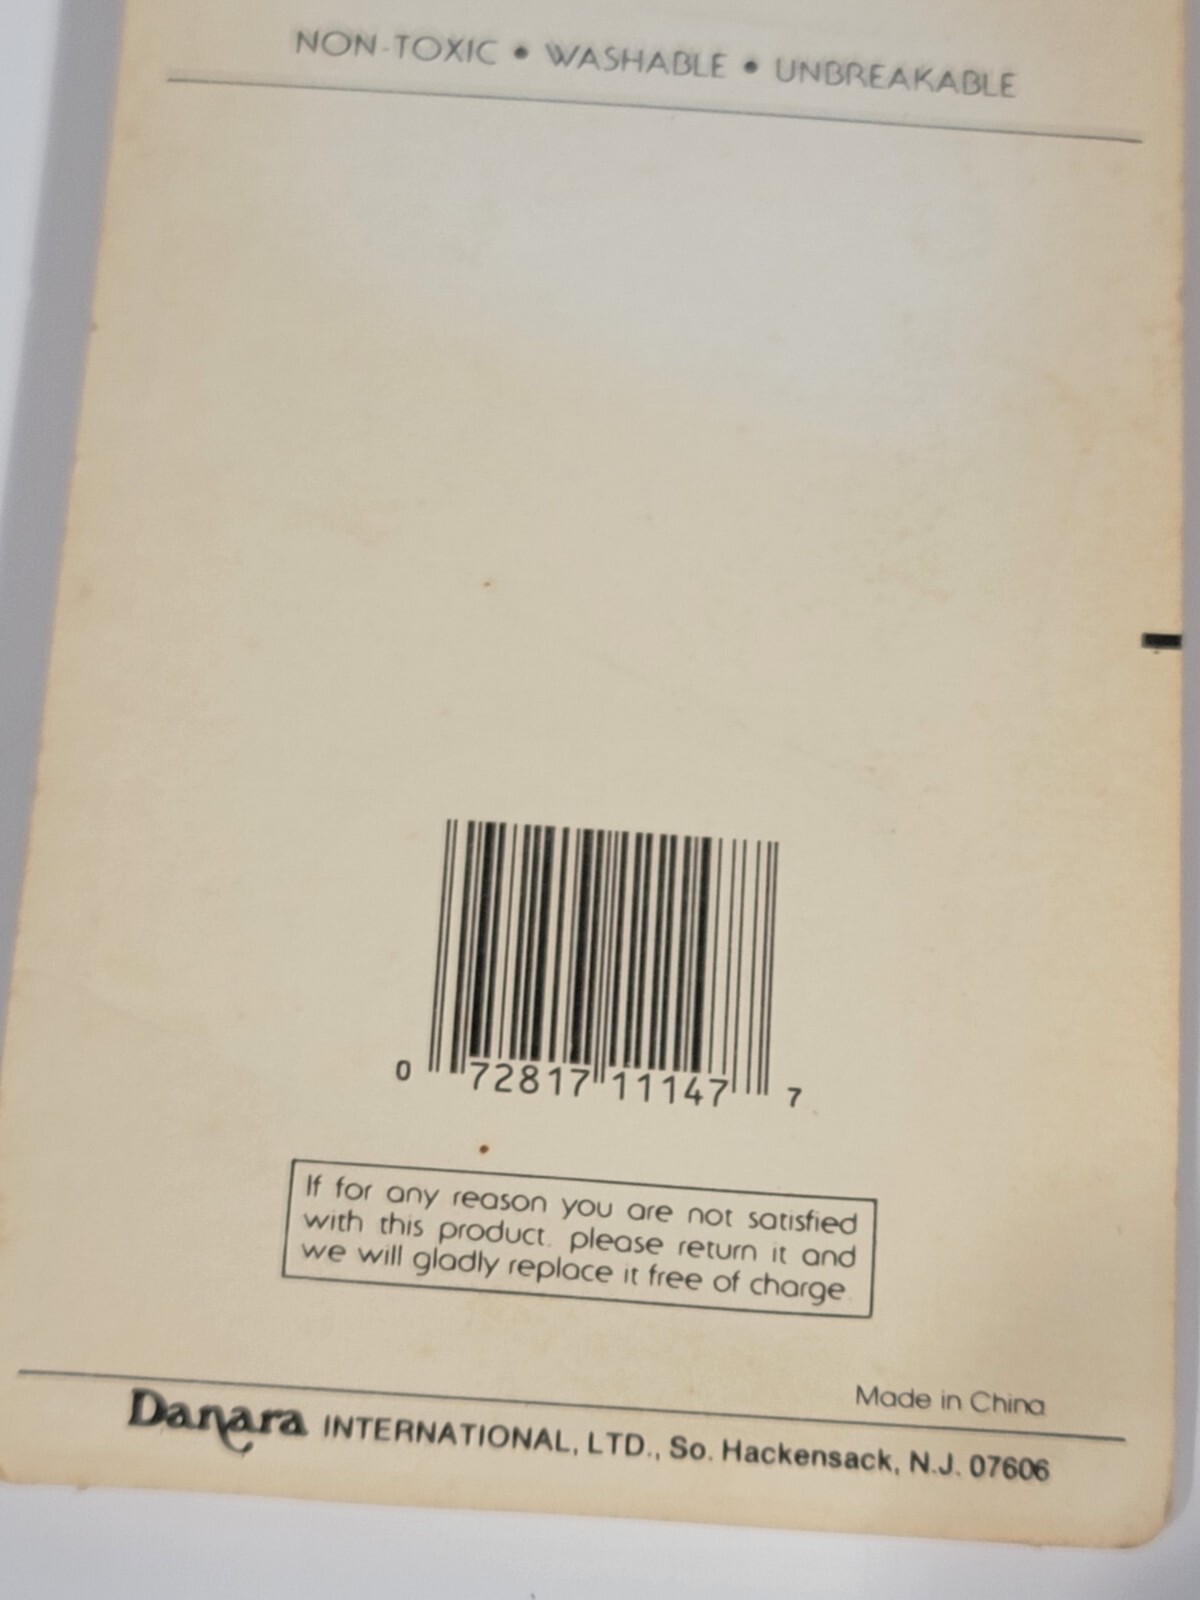 NON-TOXIC • WASHABLE • UNBREAKABLE
0 72817 11147 7
If for any reason you are not satisfied
with this product. please return it and
we will gladly replace it free of charge.
Made in China
Danara INTERNATIONAL, LTD., So. Hackensack, N.J. 07606